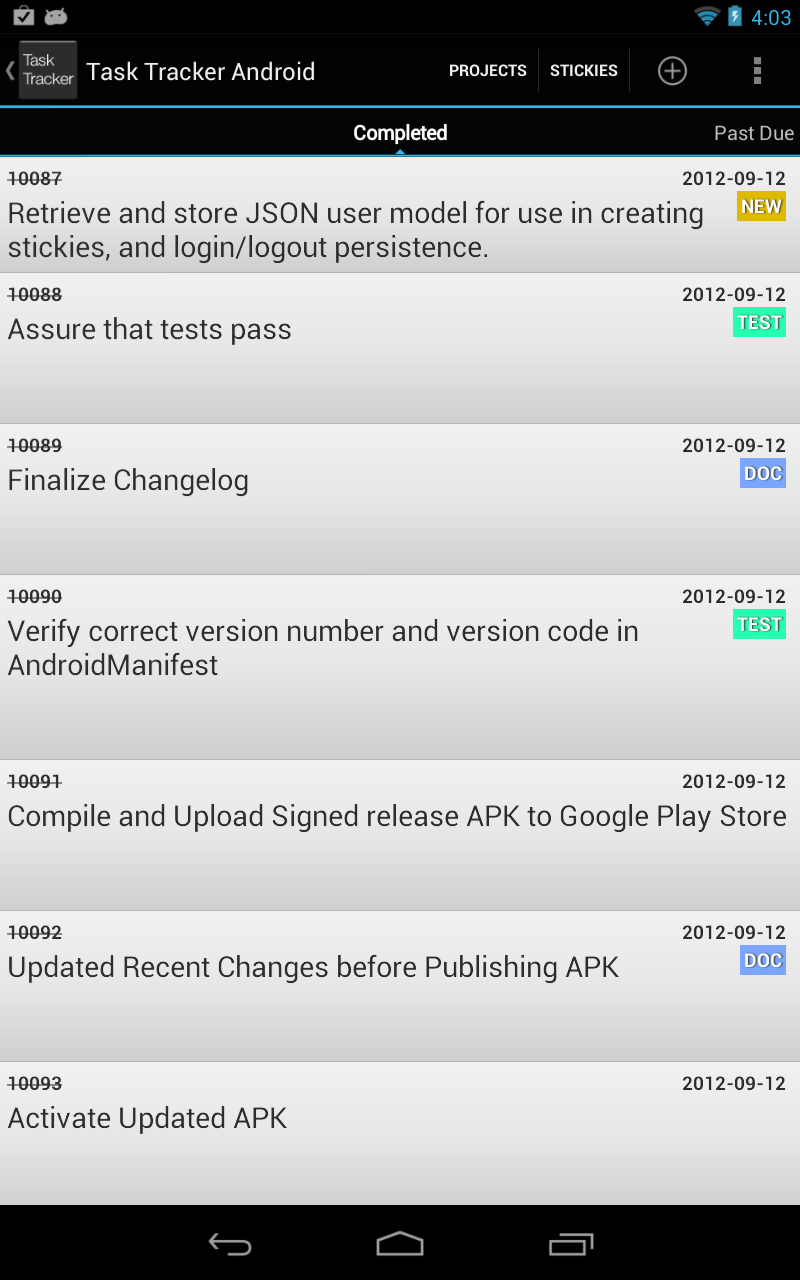 4:03
Task
Tracker
Task Tracker Android
PROJECTS
STICKIES
Completed
Past Due
10087
2012-09-12
Retrieve and store JSON user model for use in creating
NEW
stickies, and login/logout persistence.
10088
2012-09-12
Assure that tests pass
TEST
10089
2012-09-12
Finalize Changelog
DOC
10090
2012-09-12
Verify correct version number and version code in
TEST
AndroidManifest
10091
2012-09-12
Compile and Upload Signed release APK to Google Play Store
10092
2012-09-12
Updated Recent Changes before Publishing APK
DOC
10093
2012-09-12
Activate Updated APK